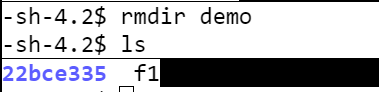 -sh-4.2$ rmdir demo
-sh-4.2$ ls
22bce335  f1